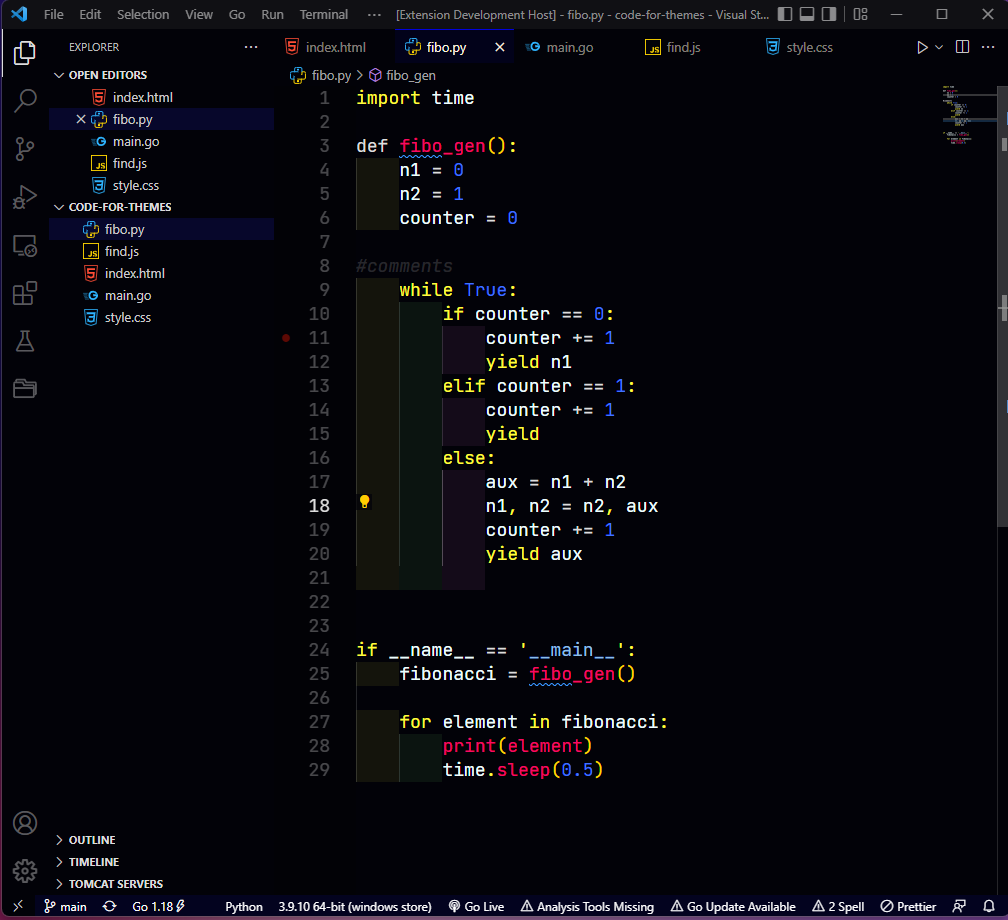 File Edit Selection View Go Run Terminal ··· [Extension Development Host] - fibo.py - code-for-themes - Visual St...
EXPLORER ···
index.html fibo.py main.go find.js style.css
OPEN EDITORS
index.html
fibo.py
main.go
find.js
style.css
CODE-FOR-THEMES
fibo.py
find.js
index.html
main.go
style.css
OUTLINE
TIMELINE
TOMCAT SERVERS
fibo.py > fibo_gen
1 import time
2
3 def fibo_gen():
4     n1 = 0
5     n2 = 1
6     counter = 0
7
8 #comments
9     while True:
10         if counter == 0:
11             counter += 1
12             yield n1
13         elif counter == 1:
14             counter += 1
15             yield
16         else:
17             aux = n1 + n2
18             n1, n2 = n2, aux
19             counter += 1
20             yield aux
21
22
23
24 if __name__ == '__main__':
25     fibonacci = fibo_gen()
26
27     for element in fibonacci:
28         print(element)
29         time.sleep(0.5)
main Go 1.18 Python 3.9.10 64-bit (windows store) Go Live Analysis Tools Missing Go Update Available 2 Spell Prettier